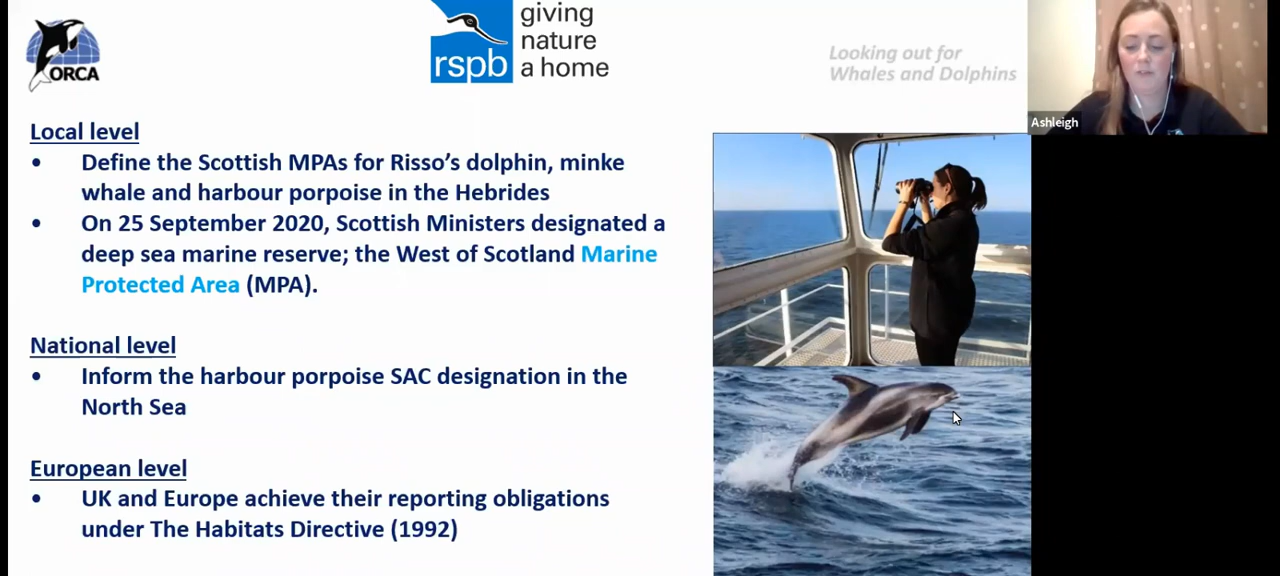 ORCA
rspb
giving
nature
a home
Looking out for
Whales and Dolphins
Ashleigh
Local level
• Define the Scottish MPAs for Risso’s dolphin, minke
whale and harbour porpoise in the Hebrides
• On 25 September 2020, Scottish Ministers designated a
deep sea marine reserve; the West of Scotland Marine
Protected Area (MPA).
National level
• Inform the harbour porpoise SAC designation in the
North Sea
European level
• UK and Europe achieve their reporting obligations
under The Habitats Directive (1992)